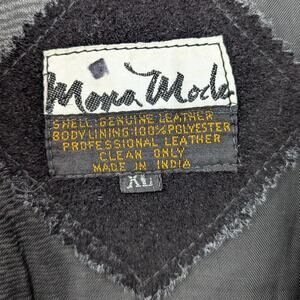 Mona Mode
SHELL-GENUINE LEATHER
BODY LINING:100% POLYESTER
PROFESSIONAL LEATHER
CLEAN ONLY
MADE IN INDIA
XL